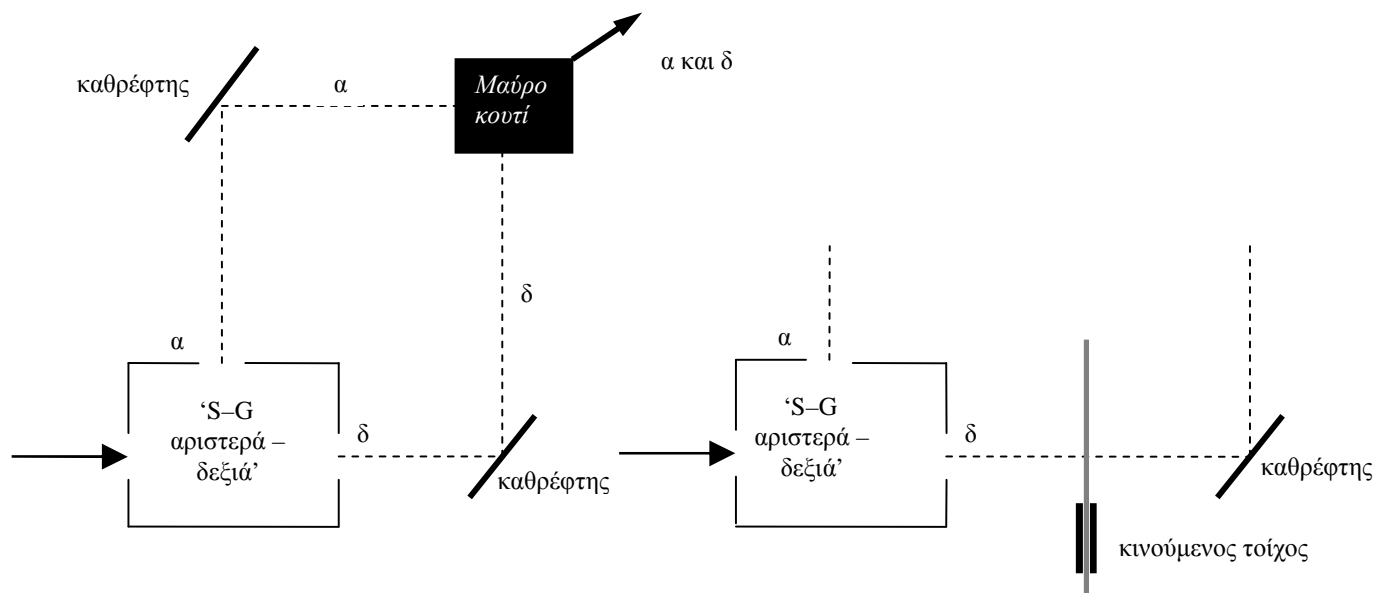 καθρέφτης
α
Μαύρο
κουτί
α και δ
δ
α
‘S–G
αριστερά –
δεξιά’
δ
καθρέφτης
α
‘S–G
αριστερά –
δεξιά’
δ
καθρέφτης
κινούμενος τοίχος